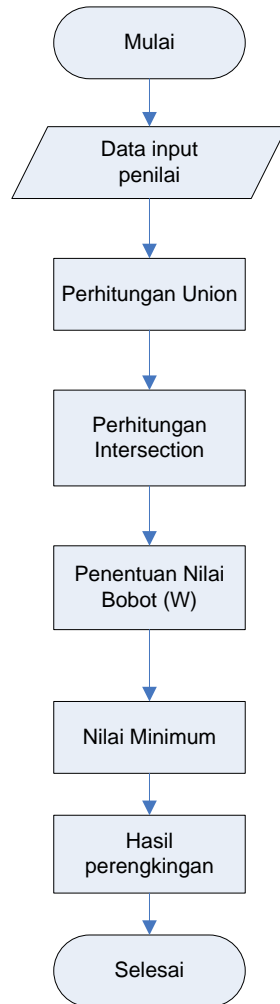 Mulai
Data input
penilai
Perhitungan Union
Perhitungan
Intersection
Penentuan Nilai
Bobot (W)
Nilai Minimum
Hasil
perengkingan
Selesai